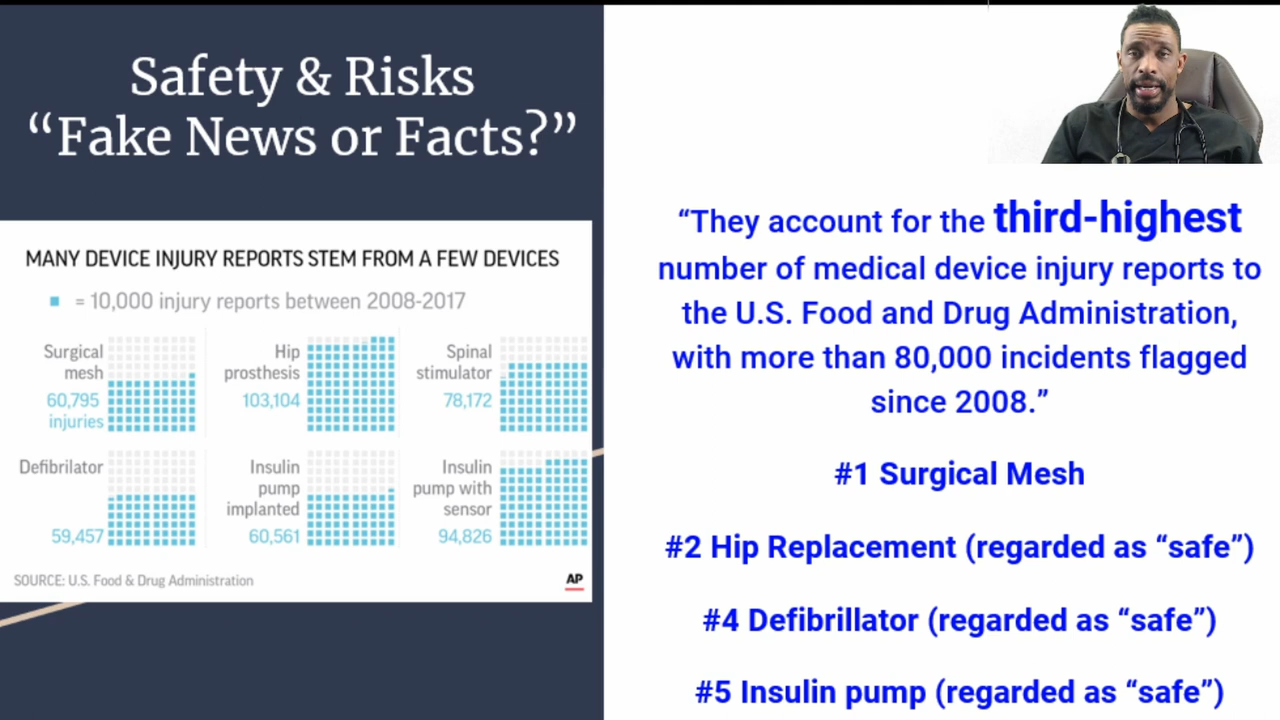 Safety & Risks
“Fake News or Facts?”
MANY DEVICE INJURY REPORTS STEM FROM A FEW DEVICES
= 10,000 injury reports between 2008-2017
Surgical
mesh
60,795
injuries
Hip
prosthesis
103,104
Spinal
stimulator
78,172
Defibrilator
59,457
Insulin
pump
implanted
60,561
Insulin
pump with
sensor
94,826
SOURCE: U.S. Food & Drug Administration
AP
“They account for the third-highest
number of medical device injury reports to
the U.S. Food and Drug Administration,
with more than 80,000 incidents flagged
since 2008.”
#1 Surgical Mesh
#2 Hip Replacement (regarded as “safe”)
#4 Defibrillator (regarded as “safe”)
#5 Insulin pump (regarded as “safe”)